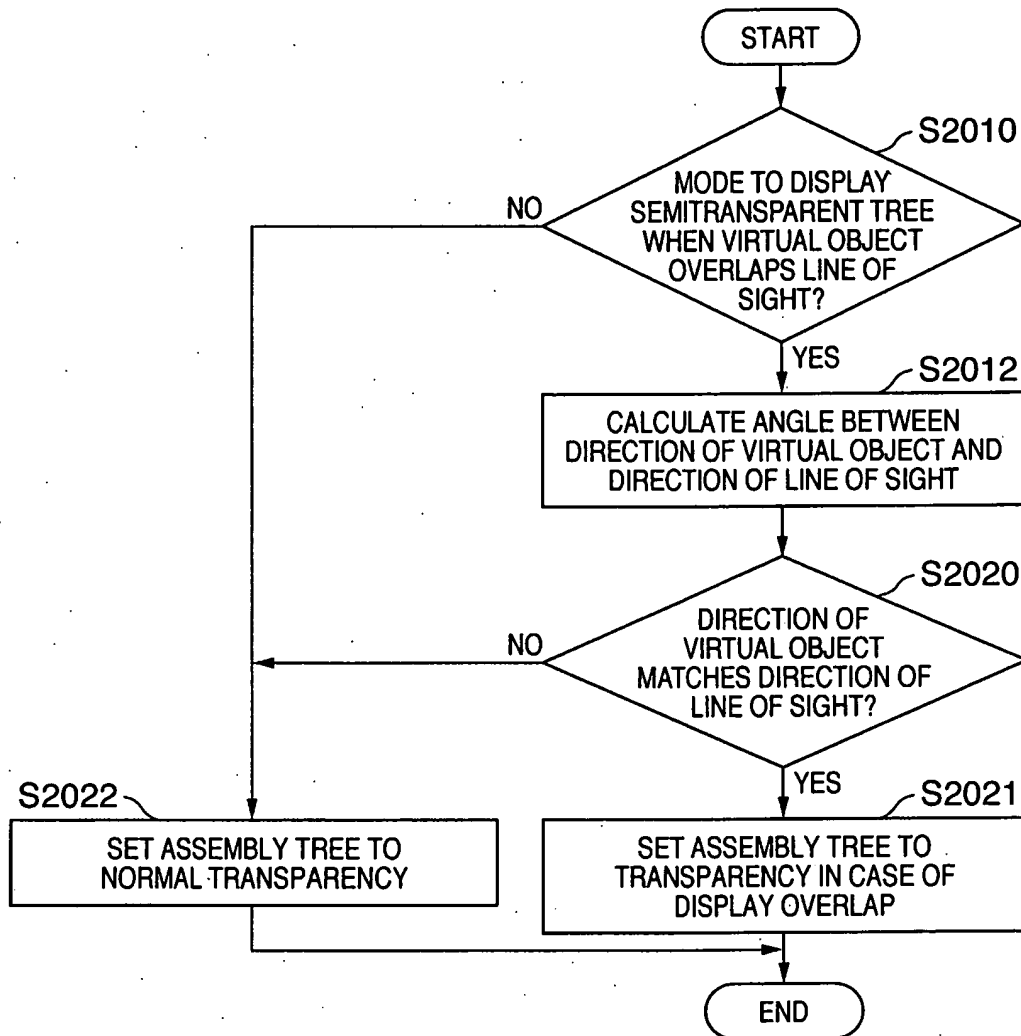 START
S2010
MODE TO DISPLAY
SEMITRANSPARENT TREE
WHEN VIRTUAL OBJECT
OVERLAPS LINE OF
SIGHT?
NO
YES
S2012
CALCULATE ANGLE BETWEEN
DIRECTION OF VIRTUAL OBJECT AND
DIRECTION OF LINE OF SIGHT
S2020
DIRECTION OF
VIRTUAL OBJECT
MATCHES DIRECTION OF
LINE OF SIGHT?
NO
YES
S2022
SET ASSEMBLY TREE TO
NORMAL TRANSPARENCY
S2021
SET ASSEMBLY TREE TO
TRANSPARENCY IN CASE OF
DISPLAY OVERLAP
END